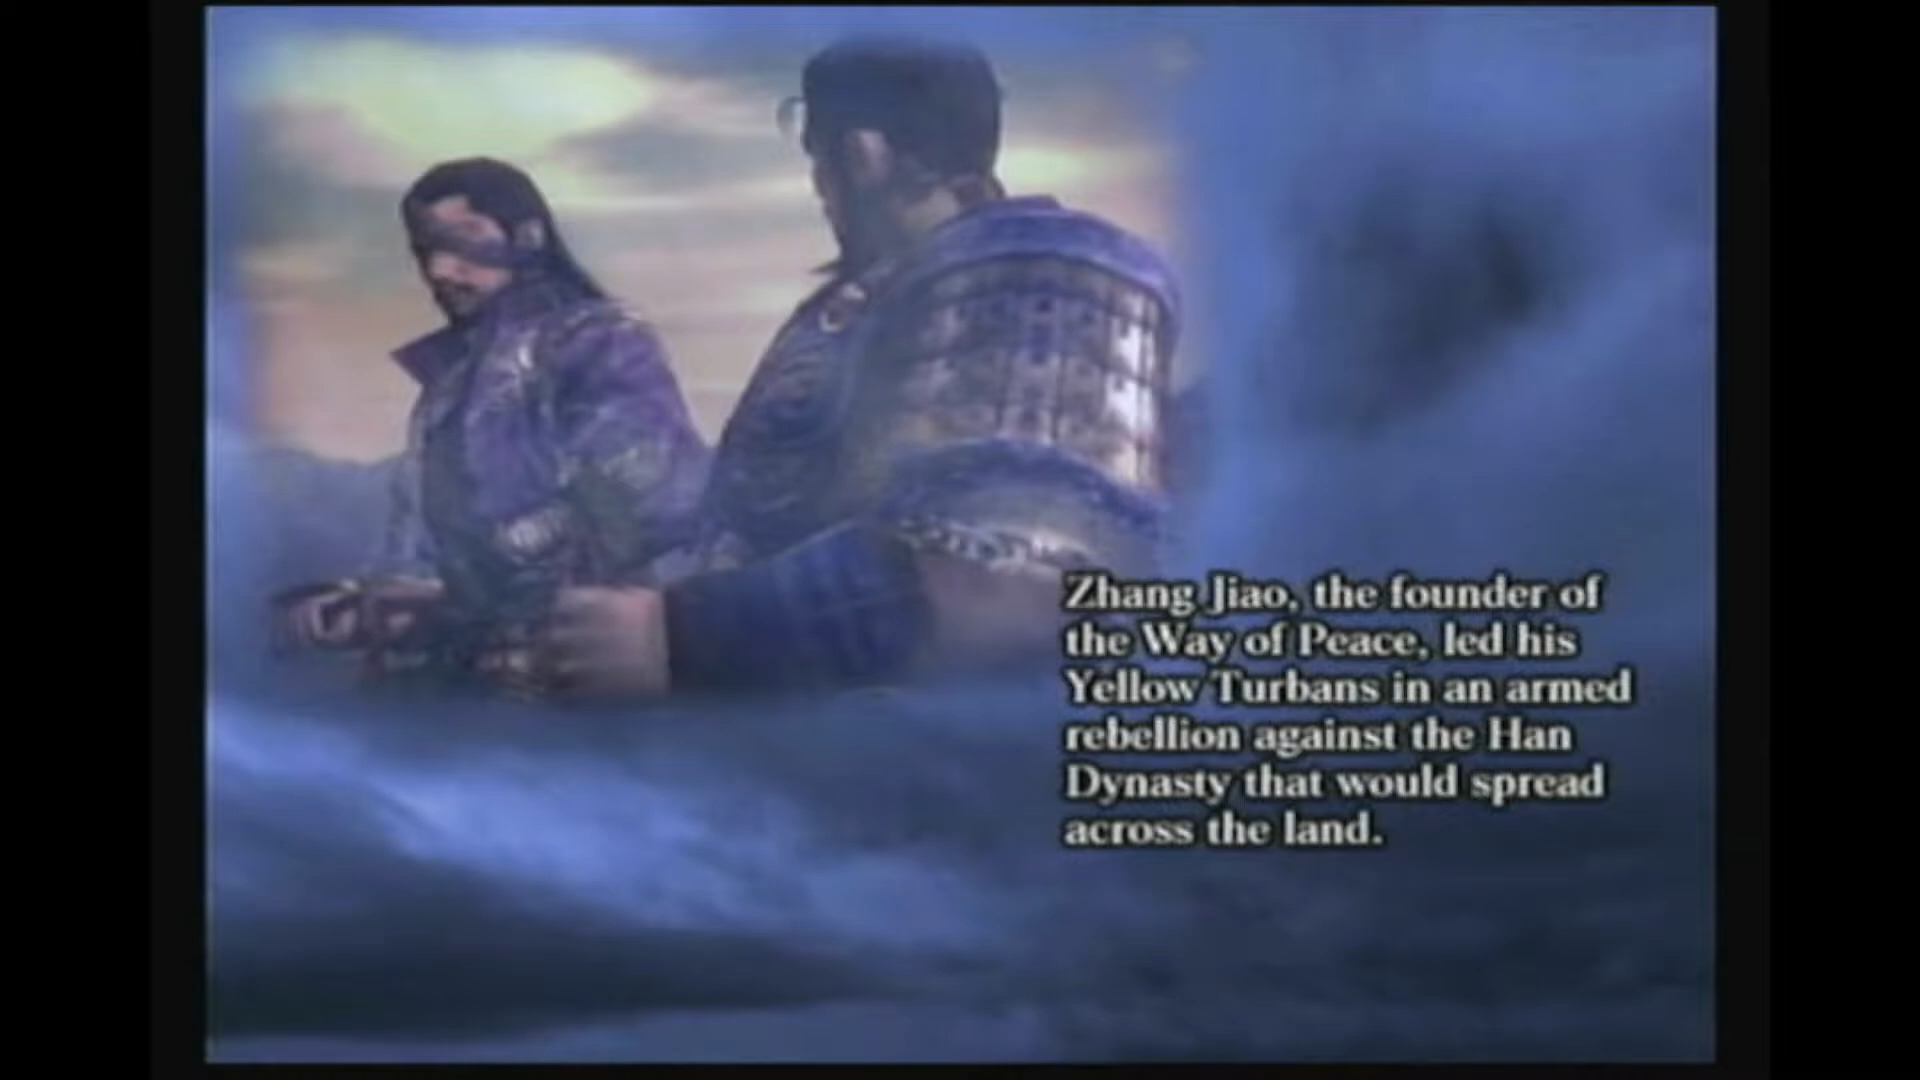 Zhang Jiao, the founder of
the Way of Peace, led his
Yellow Turbans in an armed
rebellion against the Han
Dynasty that would spread
across the land.